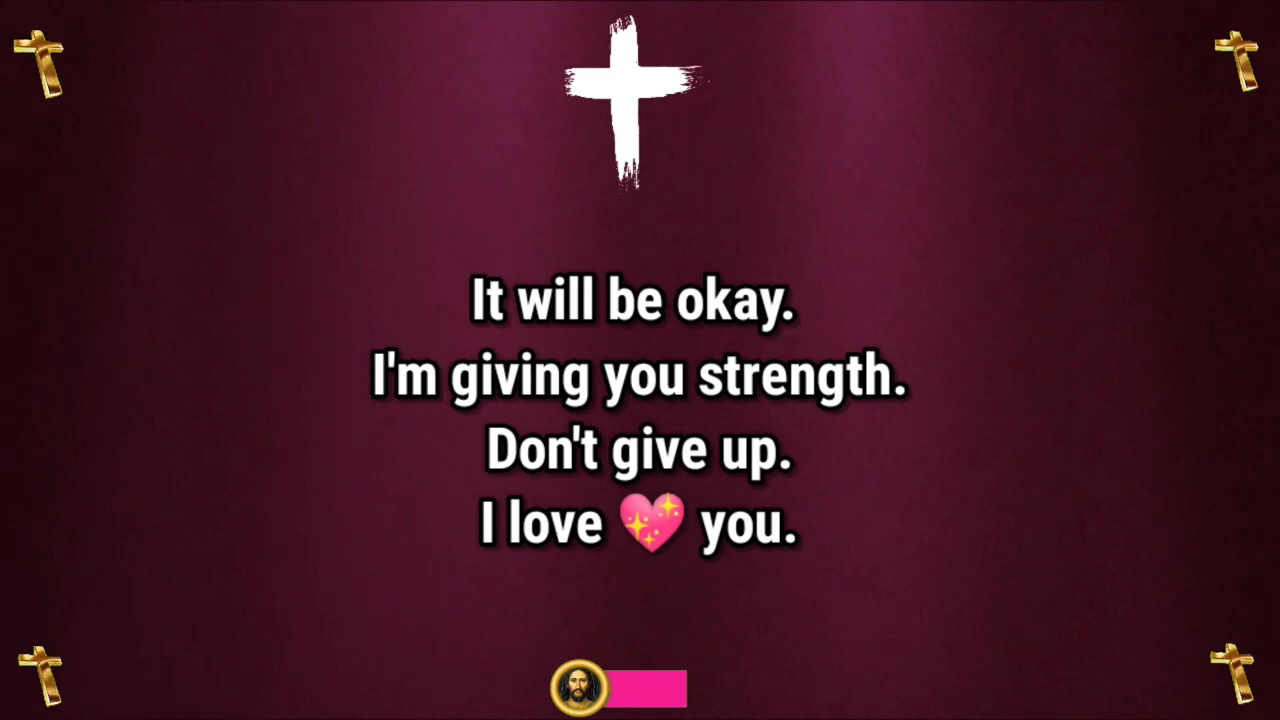 It will be okay.
I'm giving you strength.
Don't give up.
I love 💖 you.